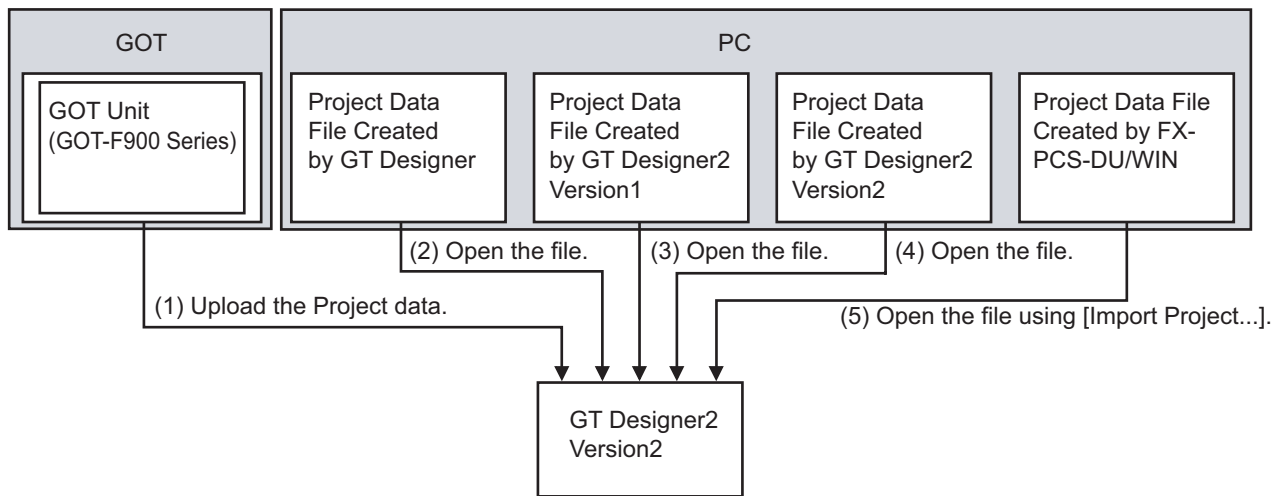 GOT
PC
GOT Unit
(GOT-F900 Series)
Project Data
File Created
by GT Designer
Project Data
File Created
by GT Designer2
Version1
Project Data
File Created
by GT Designer2
Version2
Project Data File
Created by FX-
PCS-DU/WIN
(2) Open the file.
(3) Open the file.
(4) Open the file.
(1) Upload the Project data.
(5) Open the file using [Import Project...].
GT Designer2
Version2